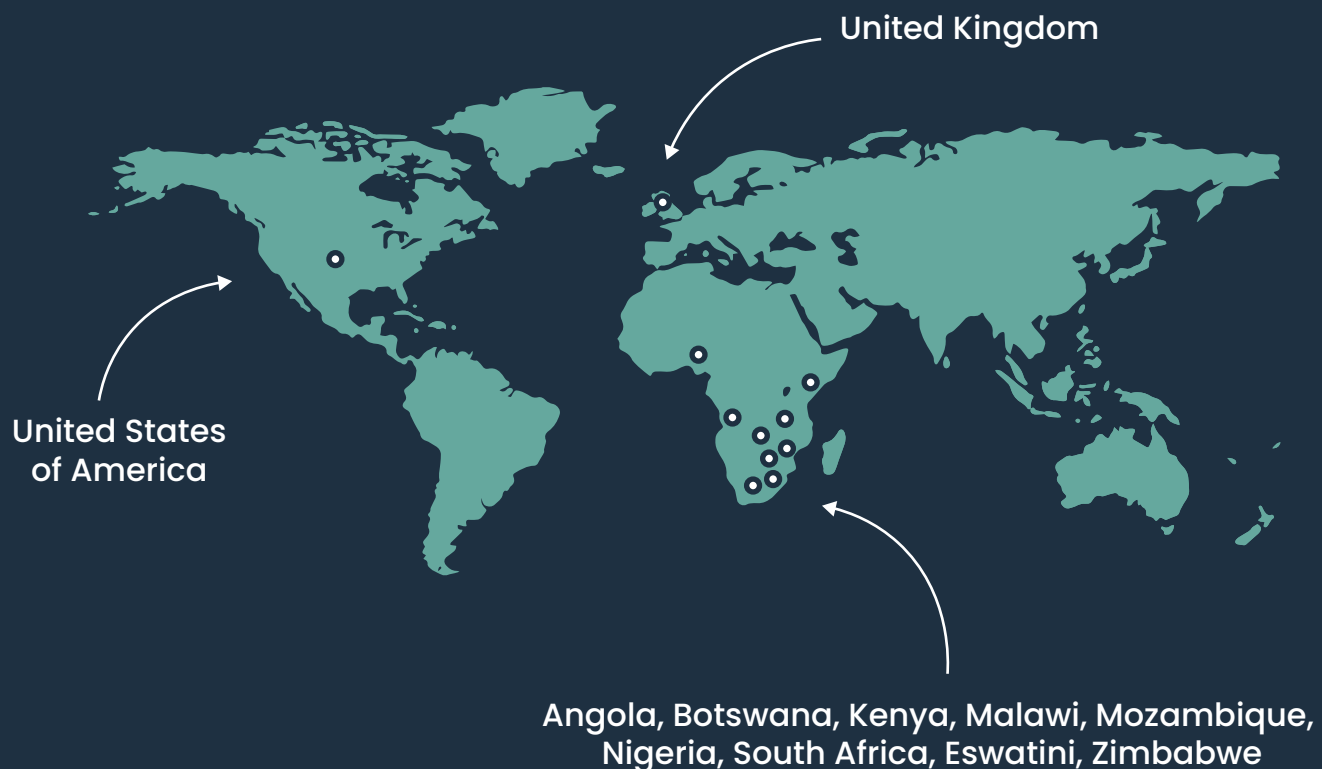 United Kingdom
United States
of America
Angola, Botswana, Kenya, Malawi, Mozambique,
Nigeria, South Africa, Eswatini, Zimbabwe